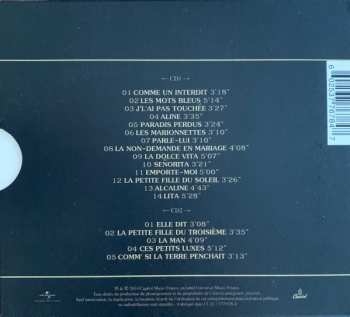 CD1
01 COMME UN INTERDIT 3'18"
02 LES MOTS BLEUS 5'14"
03 J'L'AI PAS TOUCHÉE 3'27"
04 ALINE 3'35"
05 PARADIS PERDUS 3'24"
06 LES MARIONNETTES 3'10"
07 PARLE-LUI 3'10"
08 LA NON-DEMANDE EN MARIAGE 4'08"
09 LA DOLCE VITA 5'07"
10 SEÑORITA 3'21"
11 EMPORTE-MOI 5'00"
12 LA PETITE FILLE DU SOLEIL 3'26"
13 ALCALINE 4'43"
14 LITA 5'28"
CD2
01 ELLE DIT 3'08"
02 LA PETITE FILLE DU TROISIÈME 3'35"
03 LA MAN 4'09"
04 CES PETITS LUXES 5'12"
05 COMM' SI LA TERRE PENCHAIT 3'13"
Capitol